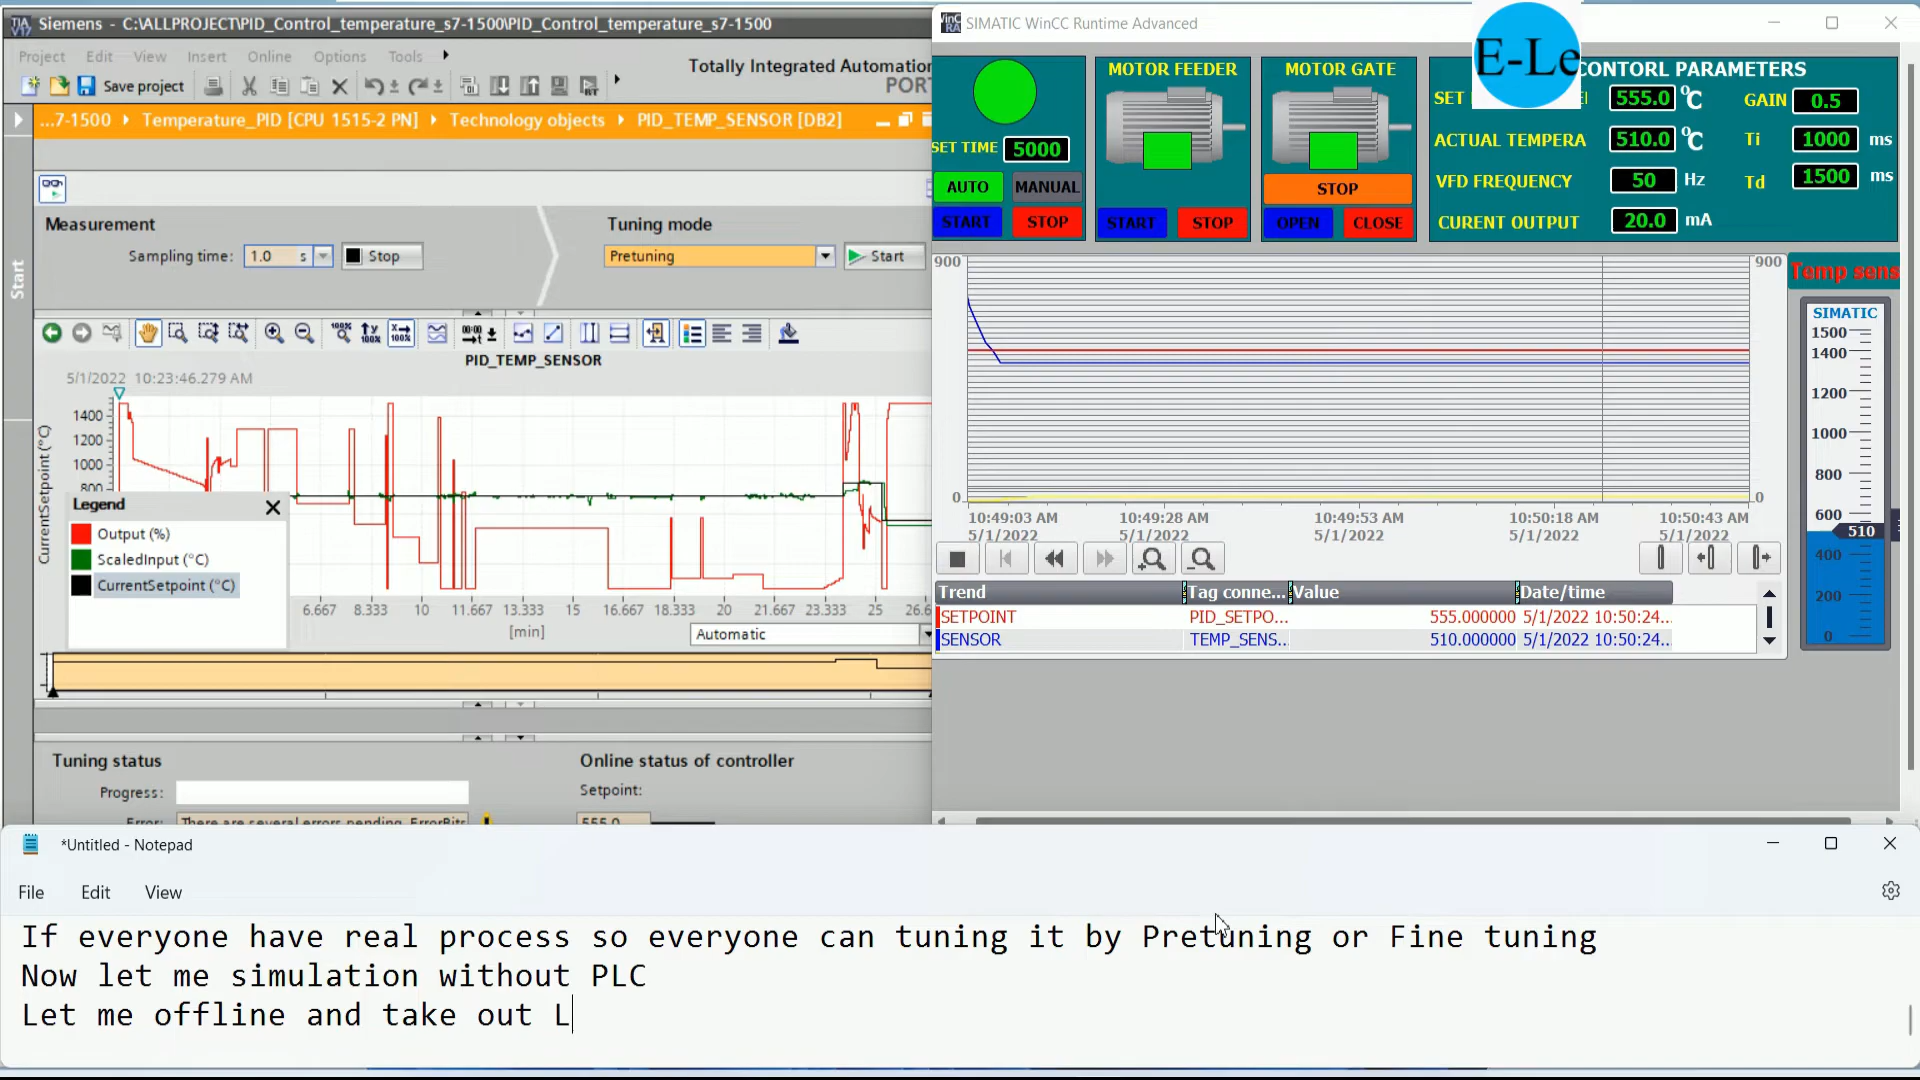 Siemens - C:\ALLPROJECT\PID_Control_temperature_s7-1500\PID_Control_temperature_s7-1500
Project Edit View Insert Online Options Tools
Save project
Totally Integrated Automation
PORT
...7-1500 Temperature_PID [CPU 1515-2 PN] Technology objects PID_TEMP_SENSOR [DB2]
Start
Measurement
Sampling time: 1.0 s Stop
Tuning mode
Pretuning Start
PID_TEMP_SENSOR
5/1/2022 10:23:46.279 AM
CurrentSetpoint (°C)
1400
1200
1000
800
Legend
Output (%)
ScaledInput (°C)
CurrentSetpoint (°C)
6.667 8.333 10 11.667 13.333 15 16.667 18.333 20 21.667 23.333 25 26.6
[min]
Automatic
Tuning status
Progress:
Error: There are several errors pending. ErrorBits
Online status of controller
Setpoint:
555.0
SIMATIC WinCC Runtime Advanced
E-Le
SET TIME 5000
AUTO MANUAL
START STOP
MOTOR FEEDER
START STOP
MOTOR GATE
STOP
OPEN CLOSE
CONTORL PARAMETERS
SET 555.0 °C GAIN 0.5
ACTUAL TEMPERA 510.0 °C Ti 1000 ms
VFD FREQUENCY 50 Hz Td 1500 ms
CURENT OUTPUT 20.0 mA
900 900
0 0
10:49:03 AM 10:49:28 AM 10:49:53 AM 10:50:18 AM 10:50:43 AM
5/1/2022 5/1/2022 5/1/2022 5/1/2022 5/1/2022
Trend Tag conne... Value Date/time
SETPOINT PID_SETPO... 555.000000 5/1/2022 10:50:24...
SENSOR TEMP_SENS.. 510.000000 5/1/2022 10:50:24...
Temp sens
SIMATIC
1500
1400
1200
1000
800
600
510
400
200
0
*Untitled - Notepad
File Edit View
If everyone have real process so everyone can tuning it by Pretuning or Fine tuning
Now let me simulation without PLC
Let me offline and take out L